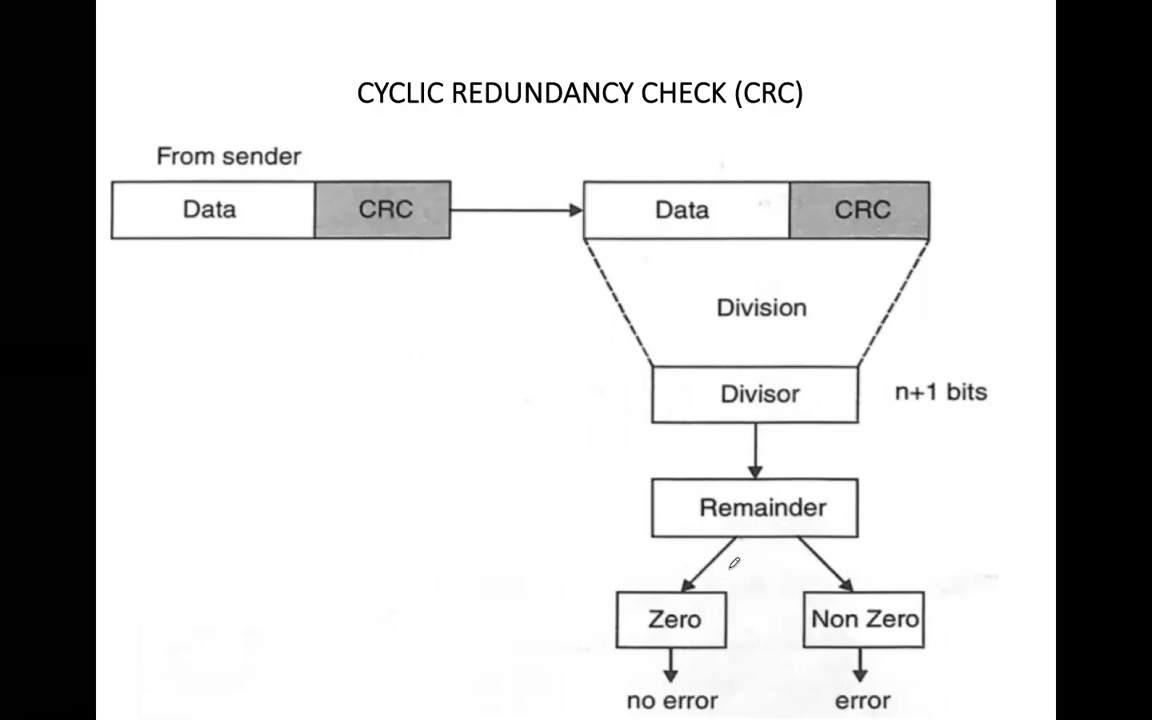 CYCLIC REDUNDANCY CHECK (CRC)
From sender
Data CRC
Data CRC
Division
Divisor n+1 bits
Remainder
Zero Non Zero
no error error